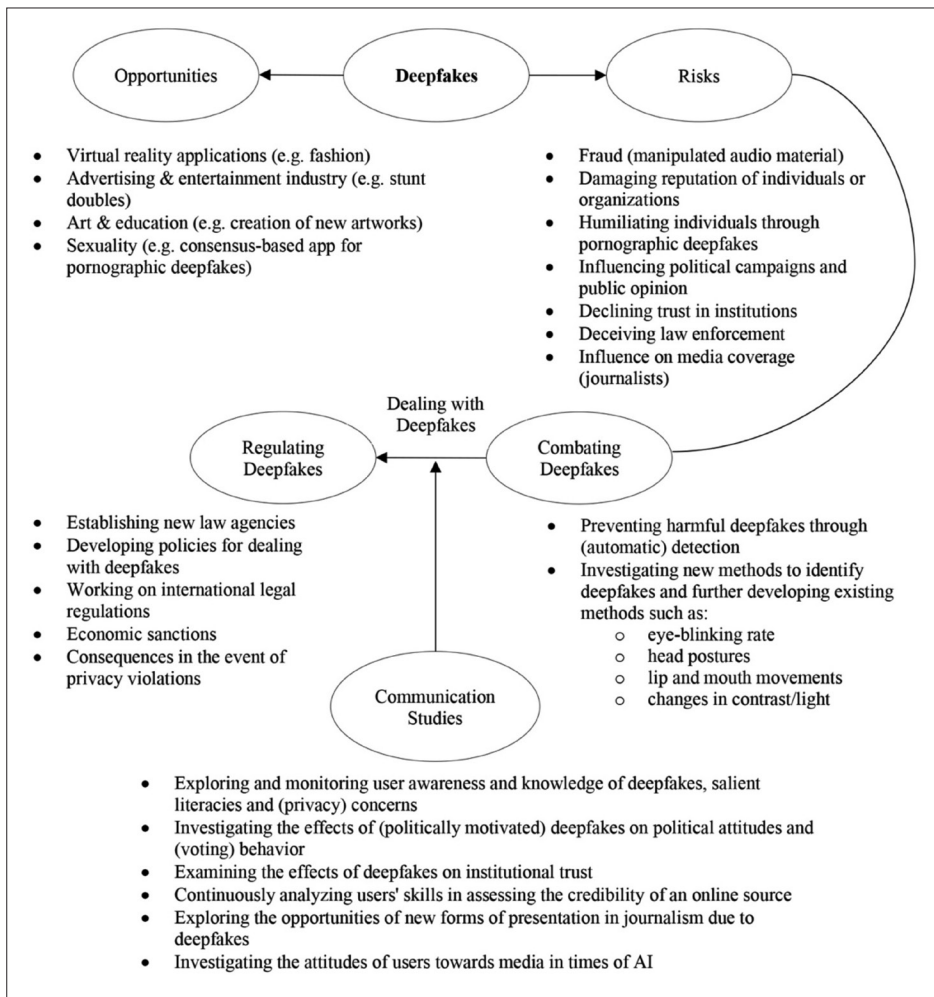 Opportunities
Deepfakes
Risks
• Virtual reality applications (e.g. fashion)
• Advertising & entertainment industry (e.g. stunt
doubles)
• Art & education (e.g. creation of new artworks)
• Sexuality (e.g. consensus-based app for
pornographic deepfakes)
• Fraud (manipulated audio material)
• Damaging reputation of individuals or
organizations
• Humiliating individuals through
pornographic deepfakes
• Influencing political campaigns and
public opinion
• Declining trust in institutions
• Deceiving law enforcement
• Influence on media coverage
(journalists)
Dealing with
Deepfakes
Regulating
Deepfakes
Combating
Deepfakes
• Establishing new law agencies
• Developing policies for dealing
with deepfakes
• Working on international legal
regulations
• Economic sanctions
• Consequences in the event of
privacy violations
• Preventing harmful deepfakes through
(automatic) detection
• Investigating new methods to identify
deepfakes and further developing existing
methods such as:
o eye-blinking rate
o head postures
o lip and mouth movements
o changes in contrast/light
Communication
Studies
• Exploring and monitoring user awareness and knowledge of deepfakes, salient
literacies and (privacy) concerns
• Investigating the effects of (politically motivated) deepfakes on political attitudes and
(voting) behavior
• Examining the effects of deepfakes on institutional trust
• Continuously analyzing users' skills in assessing the credibility of an online source
• Exploring the opportunities of new forms of presentation in journalism due to
deepfakes
• Investigating the attitudes of users towards media in times of AI